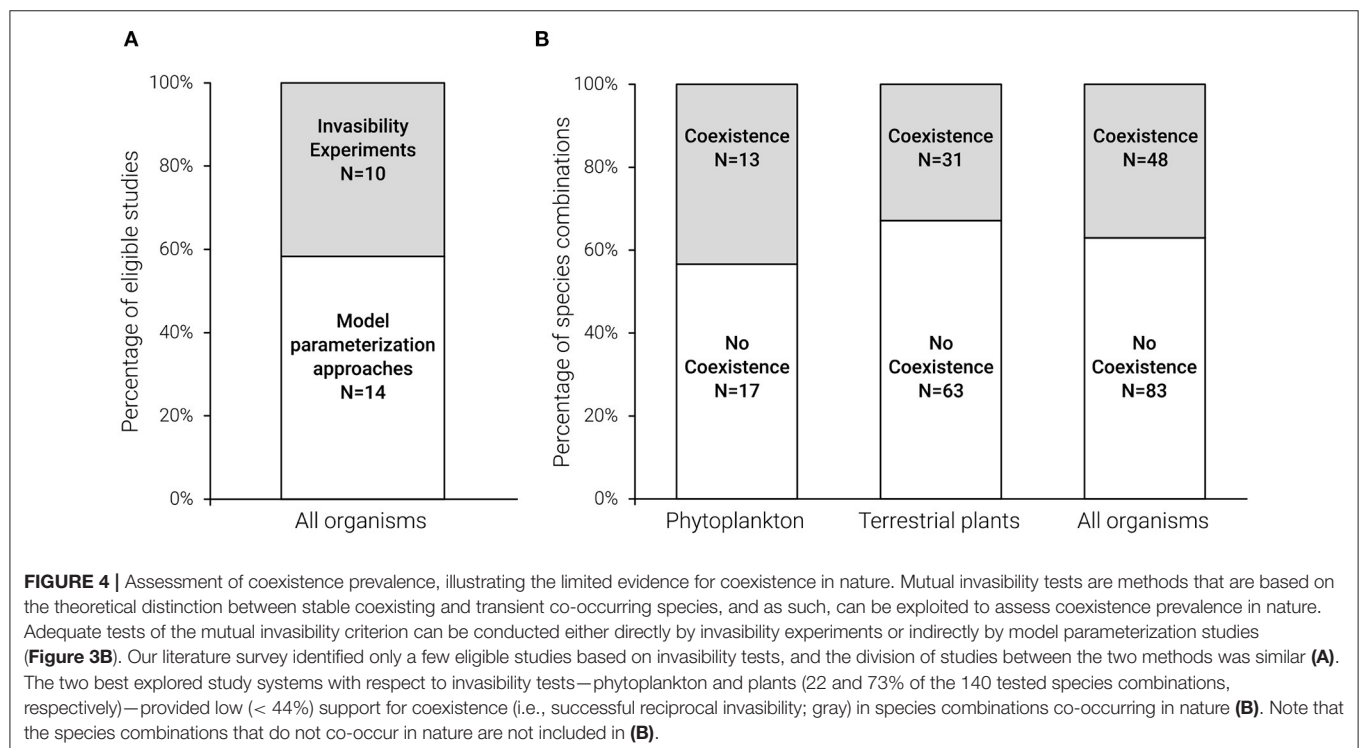 A
B
Percentage of eligible studies
100%
80%
60%
40%
20%
0%
Invasibility
Experiments
N=10
Model
parameterization
approaches
N=14
All organisms
Percentage of species combinations
100%
80%
60%
40%
20%
0%
Coexistence
N=13
No
Coexistence
N=17
Phytoplankton
Coexistence
N=31
No
Coexistence
N=63
Terrestrial plants
Coexistence
N=48
No
Coexistence
N=83
All organisms
FIGURE 4 | Assessment of coexistence prevalence, illustrating the limited evidence for coexistence in nature. Mutual invasibility tests are methods that are based on
the theoretical distinction between stable coexisting and transient co-occurring species, and as such, can be exploited to assess coexistence prevalence in nature.
Adequate tests of the mutual invasibility criterion can be conducted either directly by invasibility experiments or indirectly by model parameterization studies
(Figure 3B). Our literature survey identified only a few eligible studies based on invasibility tests, and the division of studies between the two methods was similar (A).
The two best explored study systems with respect to invasibility tests—phytoplankton and plants (22 and 73% of the 140 tested species combinations,
respectively)—provided low (< 44%) support for coexistence (i.e., successful reciprocal invasibility; gray) in species combinations co-occurring in nature (B). Note that
the species combinations that do not co-occur in nature are not included in (B).